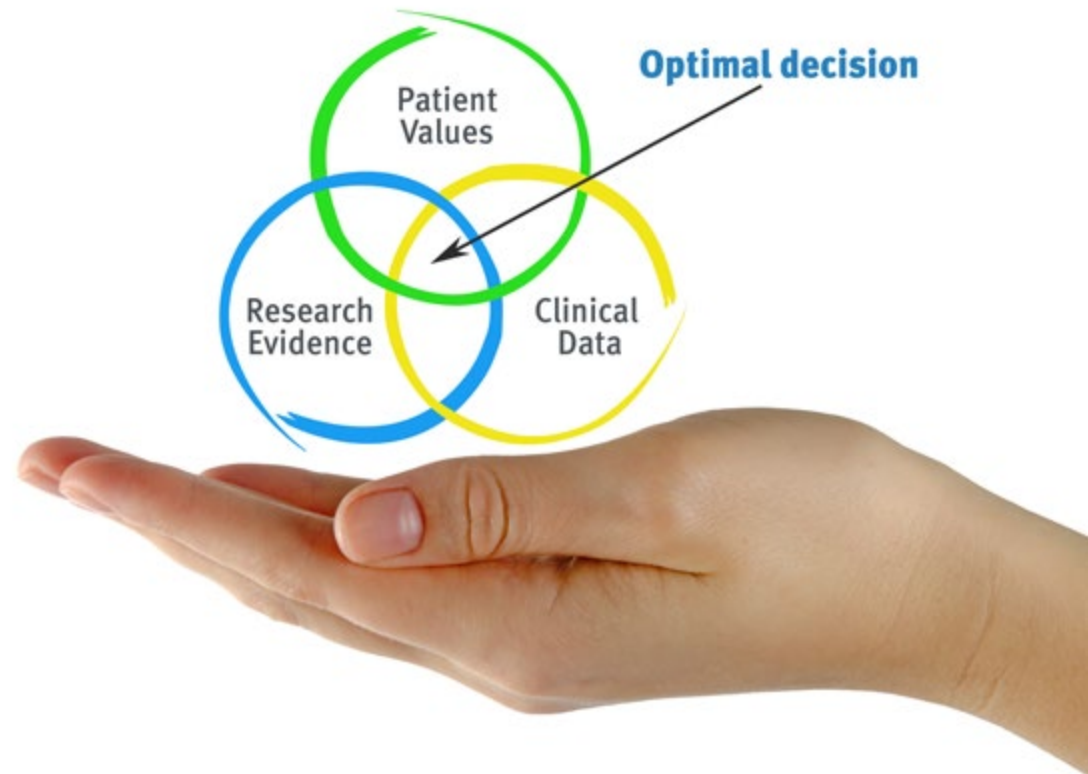 Optimal decision
Patient
Values
Research
Evidence
Clinical
Data